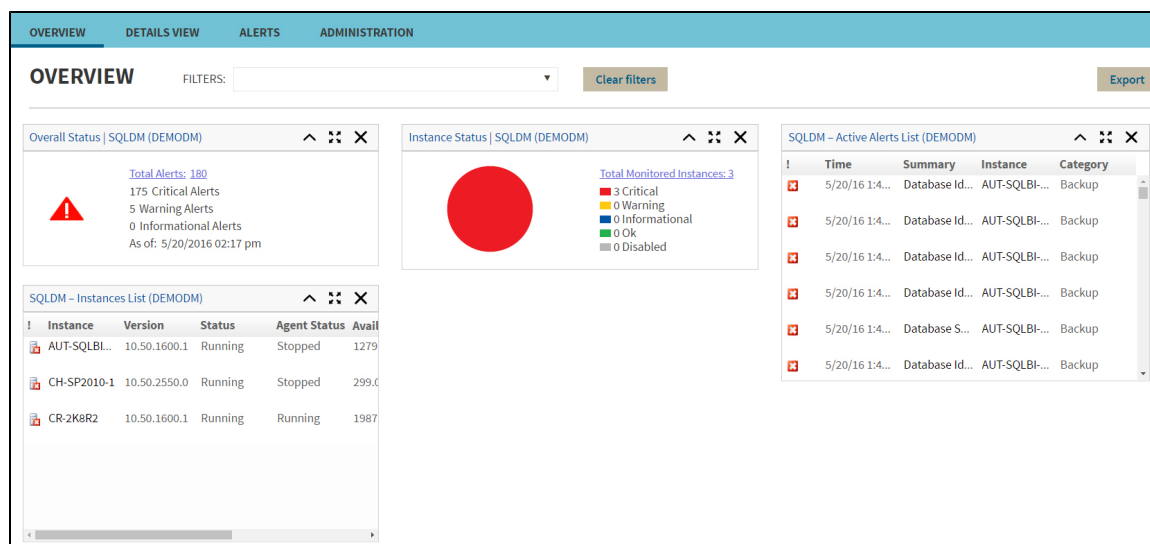 OVERVIEW DETAILS VIEW ALERTS ADMINISTRATION
OVERVIEW FILTERS: Clear filters Export
Overall Status | SQLDM (DEMODM)
Total Alerts: 180
175 Critical Alerts
5 Warning Alerts
0 Informational Alerts
As of: 5/20/2016 02:17 pm
Instance Status | SQLDM (DEMODM)
Total Monitored Instances: 3
3 Critical
0 Warning
0 Informational
0 Ok
0 Disabled
SQLDM – Active Alerts List (DEMODM)
! Time Summary Instance Category
5/20/16 1:4... Database Id... AUT-SQLBI-... Backup
5/20/16 1:4... Database Id... AUT-SQLBI-... Backup
5/20/16 1:4... Database Id... AUT-SQLBI-... Backup
5/20/16 1:4... Database Id... AUT-SQLBI-... Backup
5/20/16 1:4... Database S... AUT-SQLBI-... Backup
5/20/16 1:4... Database Id... AUT-SQLBI-... Backup
SQLDM – Instances List (DEMODM)
! Instance Version Status Agent Status Avail
AUT-SQLBI... 10.50.1600.1 Running Stopped 1279
CH-SP2010-1 10.50.2550.0 Running Stopped 299.0
CR-2K8R2 10.50.1600.1 Running Running 1987